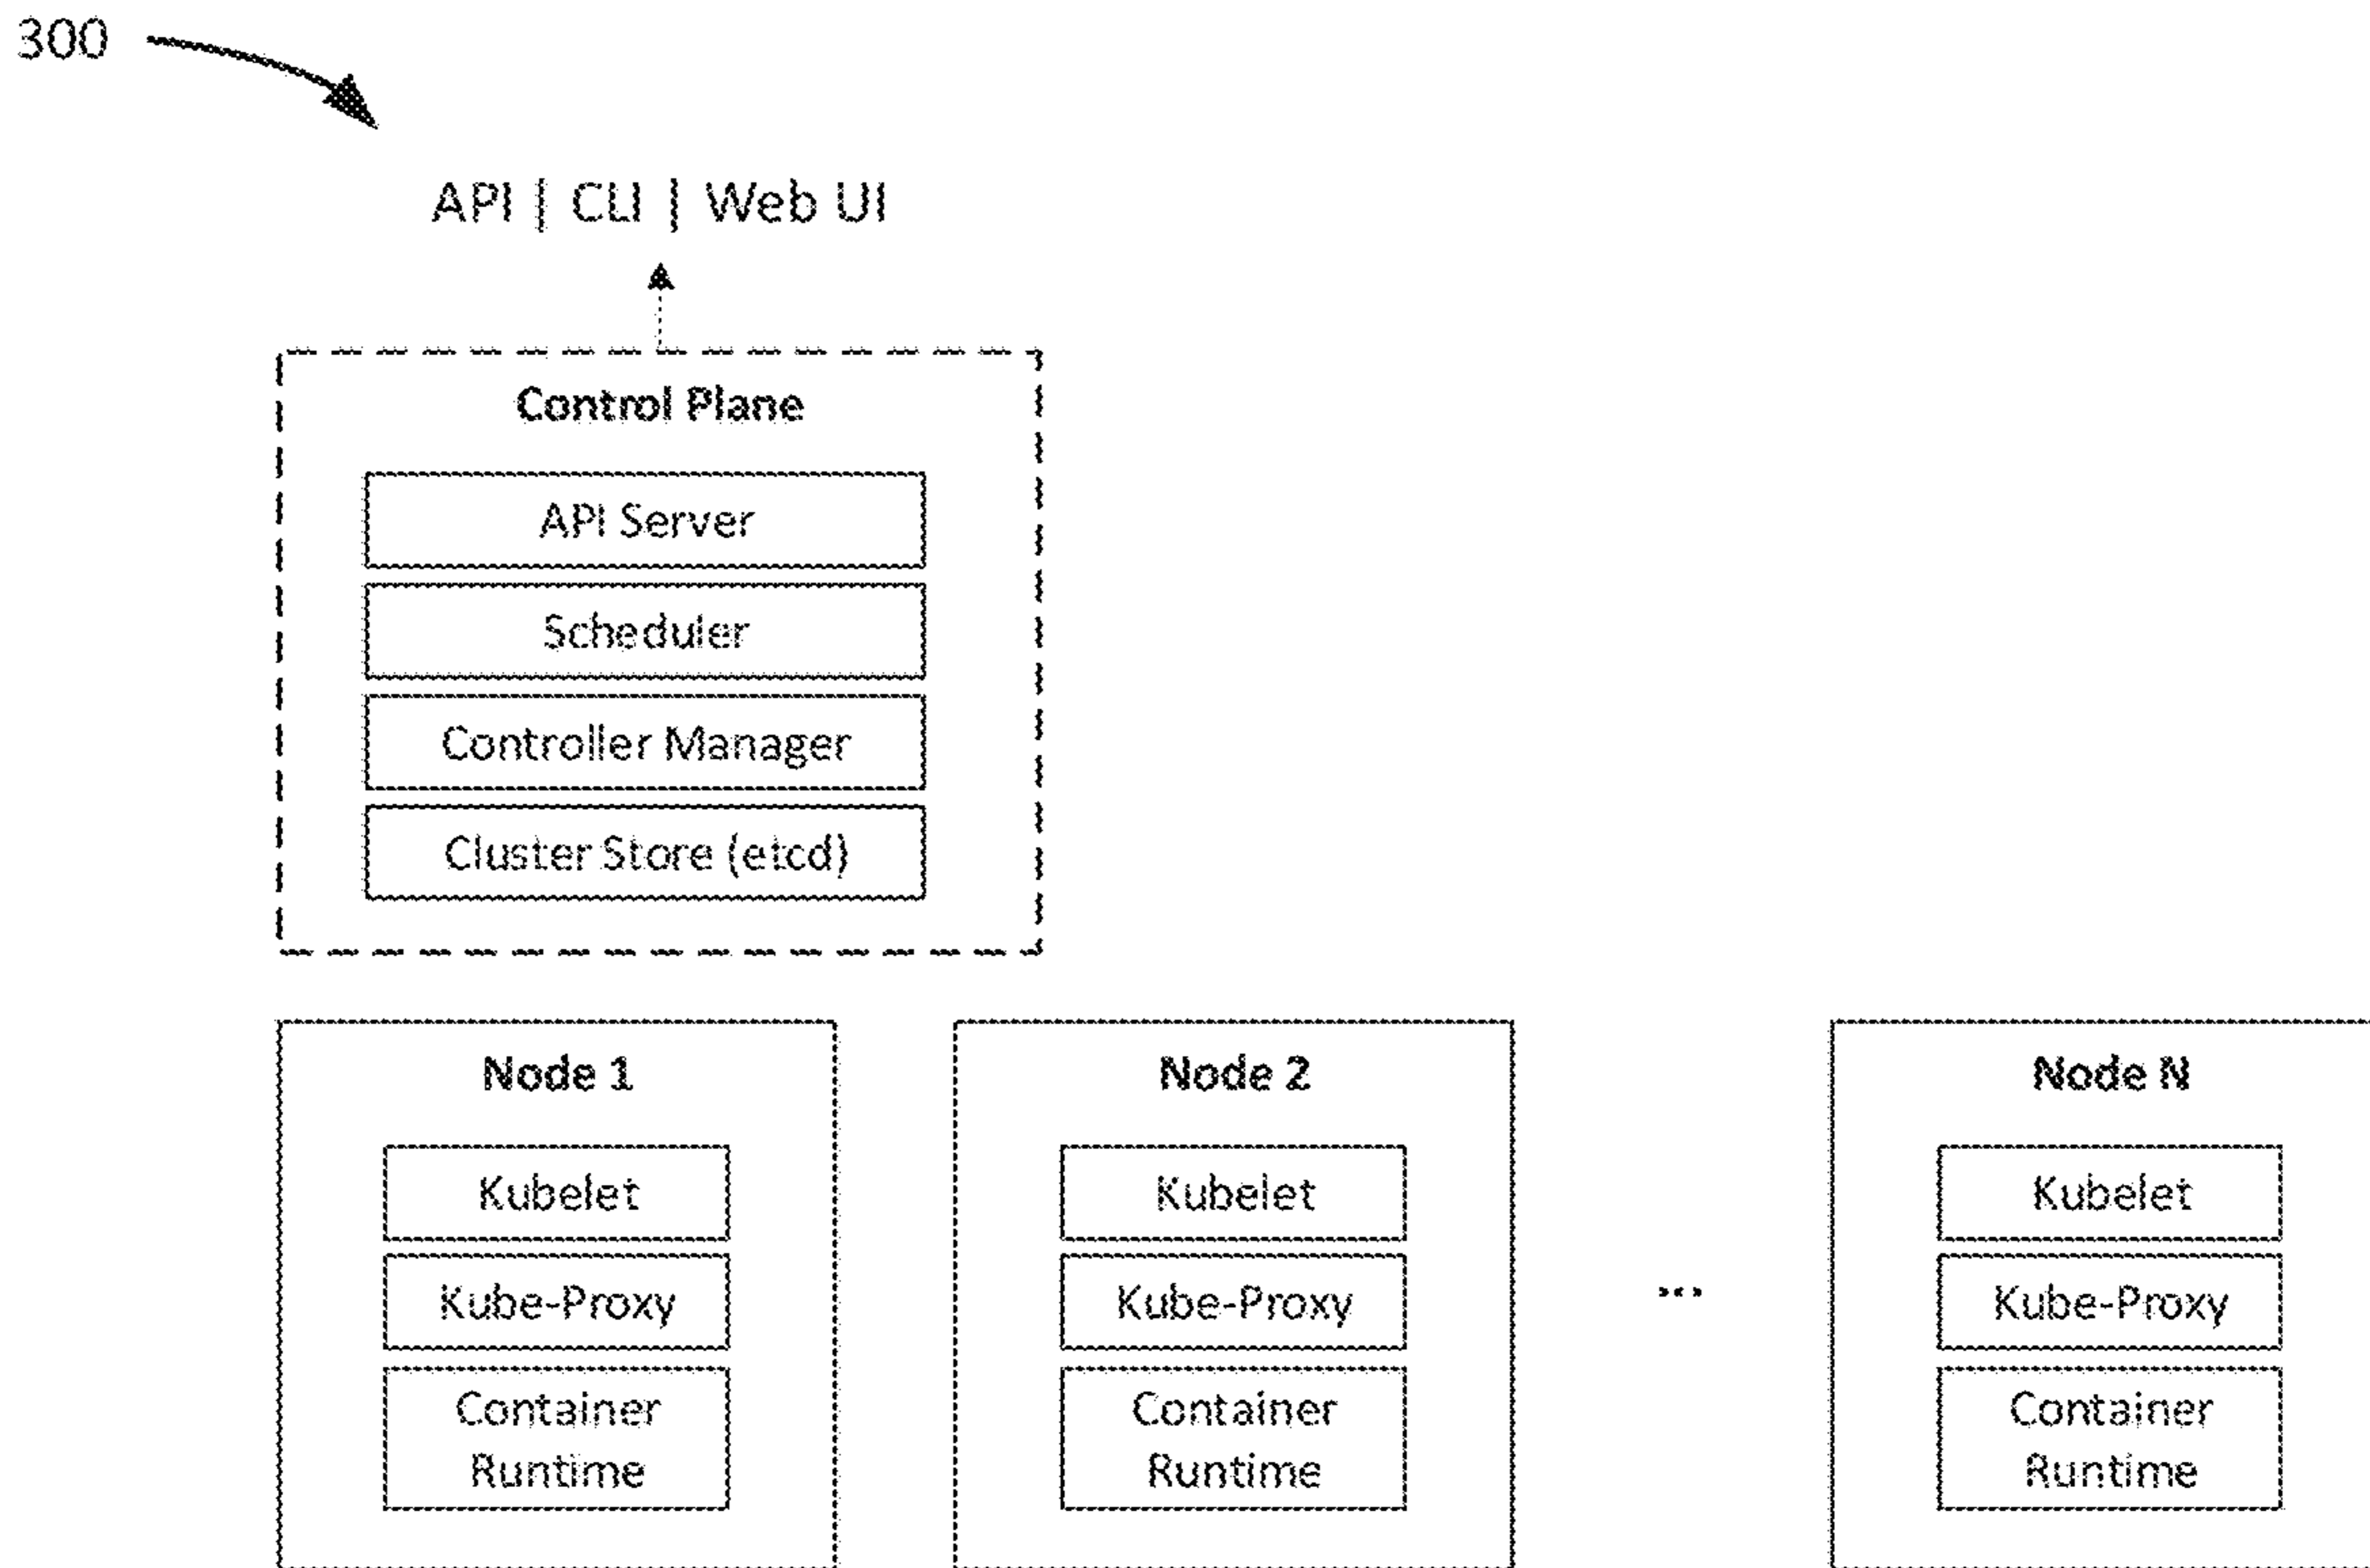 300
API | CLI | Web UI
Control Plane
API Server
Scheduler
Controller Manager
Cluster Store (etcd)
Node 1
Kubelet
Kube-Proxy
Container
Runtime
Node 2
Kubelet
Kube-Proxy
Container
Runtime
...
Node N
Kubelet
Kube-Proxy
Container
Runtime